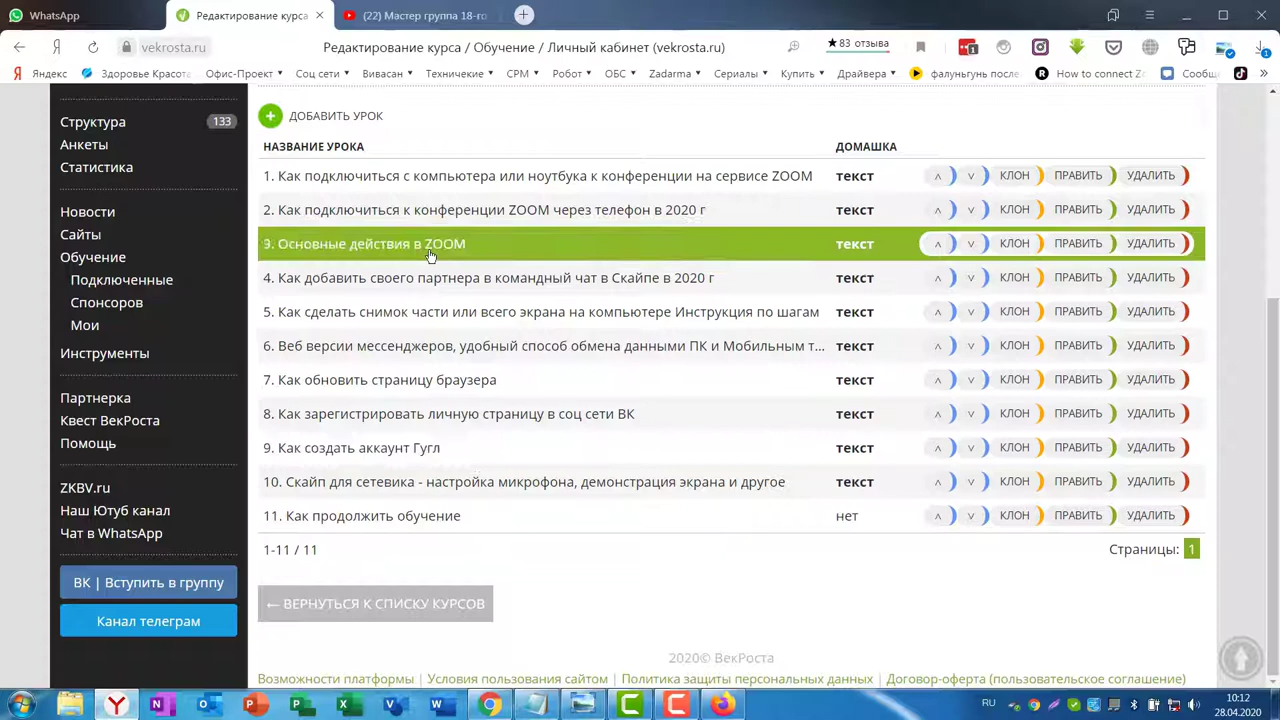 WhatsApp
Редактирование курса
(22) Мастер группа 18-го
vekrosta.ru
Редактирование курса / Обучение / Личный кабинет (vekrosta.ru)
★83 отзыва
1
1
Яндекс
Здоровье Красота
Офис-Проект
Соц сети
Вивасан
Технические
СРМ
Робот
ОБС
Zadarma
Сериалы
Купить
Драйвера
фалуньгунь после
How to connect Z
Сообщ
Структура
133
Анкеты
Статистика
Новости
Сайты
Обучение
Подключенные
Спонсоров
Мои
Инструменты
Партнерка
Квест ВекРоста
Помощь
ZKBV.ru
Наш Ютуб канал
Чат в WhatsApp
ВК | Вступить в группу
Канал телеграм
ДОБАВИТЬ УРОК
НАЗВАНИЕ УРОКА ДОМАШКА
1. Как подключиться с компьютера или ноутбука к конференции на сервисе ZOOM текст КЛОН ПРАВИТЬ УДАЛИТЬ
2. Как подключиться к конференции ZOOM через телефон в 2020 г текст КЛОН ПРАВИТЬ УДАЛИТЬ
3. Основные действия в ZOOM текст КЛОН ПРАВИТЬ УДАЛИТЬ
4. Как добавить своего партнера в командный чат в Скайпе в 2020 г текст КЛОН ПРАВИТЬ УДАЛИТЬ
5. Как сделать снимок части или всего экрана на компьютере Инструкция по шагам текст КЛОН ПРАВИТЬ УДАЛИТЬ
6. Веб версии мессенджеров, удобный способ обмена данными ПК и Мобильным т... текст КЛОН ПРАВИТЬ УДАЛИТЬ
7. Как обновить страницу браузера текст КЛОН ПРАВИТЬ УДАЛИТЬ
8. Как зарегистрировать личную страницу в соц сети ВК текст КЛОН ПРАВИТЬ УДАЛИТЬ
9. Как создать аккаунт Гугл текст КЛОН ПРАВИТЬ УДАЛИТЬ
10. Скайп для сетевика - настройка микрофона, демонстрация экрана и другое текст КЛОН ПРАВИТЬ УДАЛИТЬ
11. Как продолжить обучение нет КЛОН ПРАВИТЬ УДАЛИТЬ
1-11 / 11 Страницы: 1
← ВЕРНУТЬСЯ К СПИСКУ КУРСОВ
2020© ВекРоста
Возможности платформы | Условия пользования сайтом | Политика защиты персональных данных | Договор-оферта (пользовательское соглашение)
RU
10:12
28.04.2020